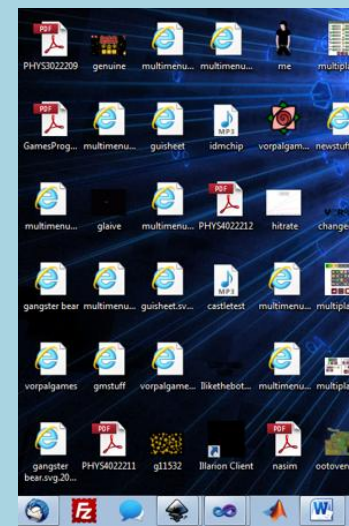 PHYS3022209 genuine multimenu... multimenu... me multipla
GamesProg... multimenu... guisheet idmchip vorpalgam... newstuff
multimenu... glaive multimenu... PHYS4022212 hitrate change
gangster bear multimenu... guisheet.sv... castletest multimenu... multipla
vorpalgames gmstuff vorpalgame... Ilikethebot... multimenu... multipla
gangster PHYS4022211 g11532 Illarion Client nasim ootoven
bear.svg.20...